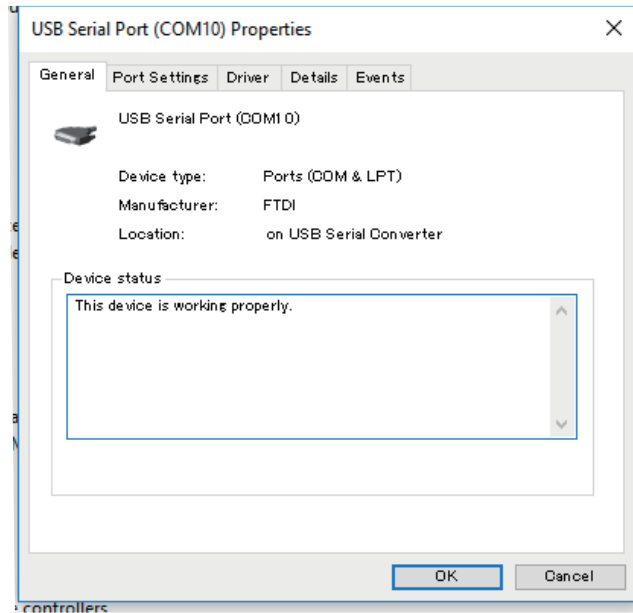 USB Serial Port (COM10) Properties
General Port Settings Driver Details Events
USB Serial Port (COM10)
Device type: Ports (COM & LPT)
Manufacturer: FTDI
Location: on USB Serial Converter
Device status
This device is working properly.
OK Cancel
controllers